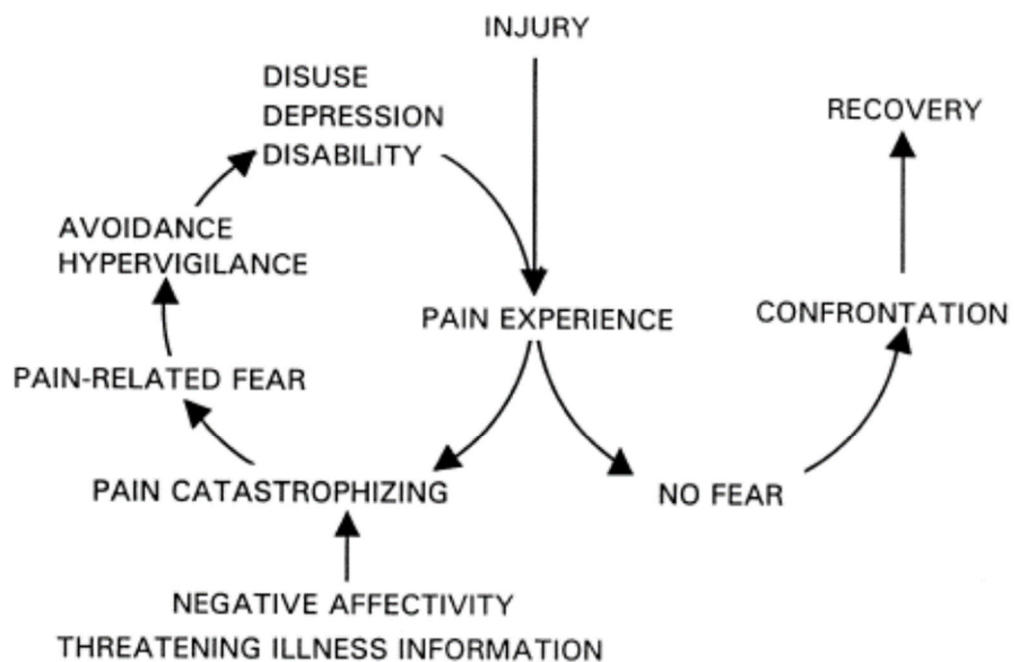 INJURY
DISUSE
DEPRESSION
DISABILITY
RECOVERY
AVOIDANCE
HYPERVIGILANCE
PAIN EXPERIENCE
CONFRONTATION
PAIN-RELATED FEAR
PAIN CATASTROPHIZING
NO FEAR
NEGATIVE AFFECTIVITY
THREATENING ILLNESS INFORMATION